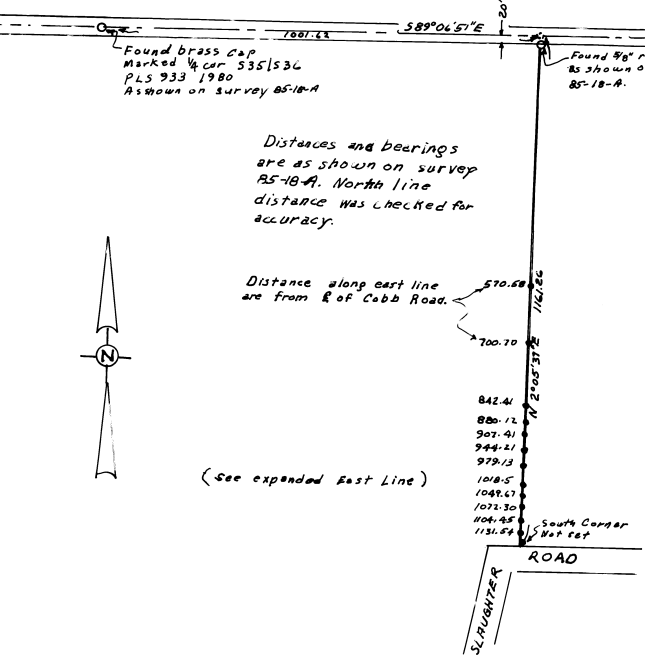 20'
S89°06'51"E
1001.62
Found brass cap
Marked ¼ cor S35|S36
PLS 933 1980
As shown on survey 85-18-A
Found 5/8" r
as shown o
85-18-A.
Distances and bearings
are as shown on survey
85-18-A. North line
distance was checked for
accuracy.
Distance along east line
are from ℄ of Cobb Road.
570.58
1161.26
700.70
N 2°05'37"E
N
842.41
880.12
907.41
944.21
979.13
(See expanded East Line)
1018.5
1049.67
1072.30
1104.45
1131.54
South Corner
Not set
ROAD
SLAUGHTER